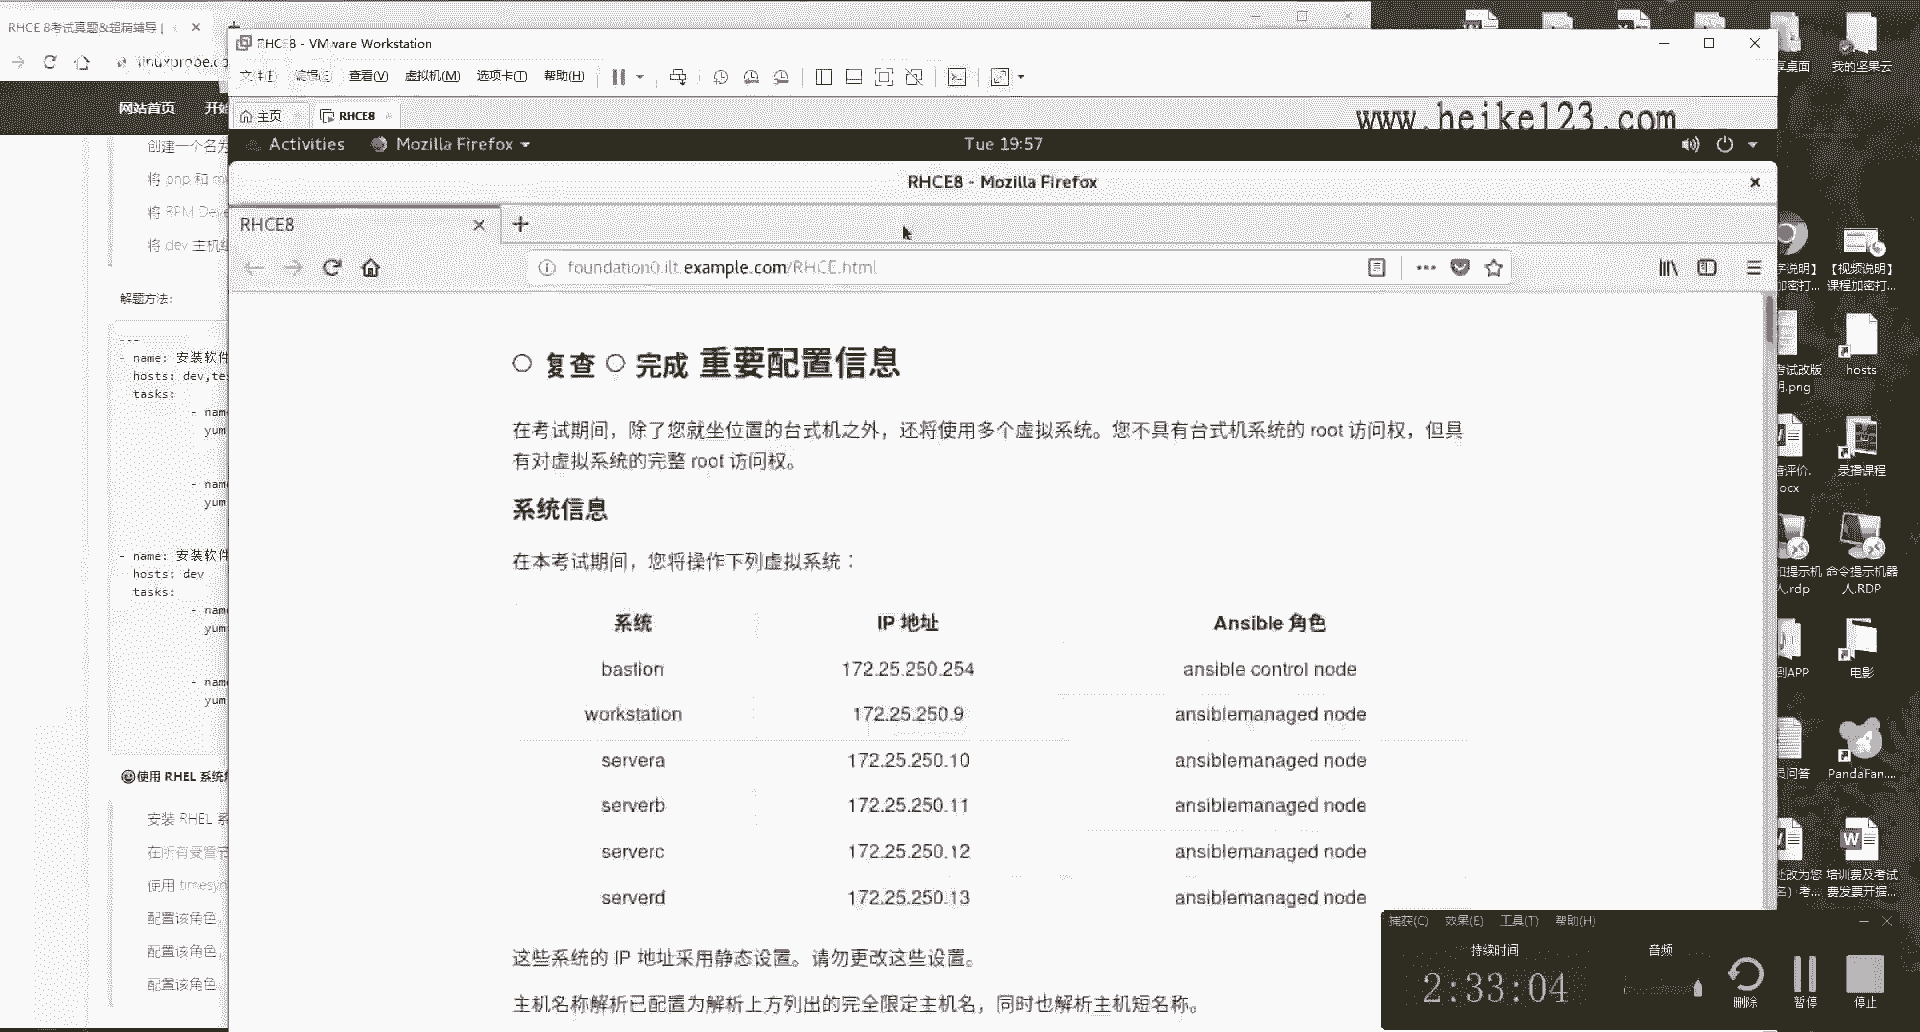 RHCE 8考试真题&超精辅导 |
RHCE8 - VMware Workstation
linuxprobe.co
文件(F) 编辑(E) 查看(V) 虚拟机(M) 选项卡(T) 帮助(H)
网站首页 开始
主页 RHCE8
www.heike123.com
Activities Mozilla Firefox Tue 19:57
RHCE8 - Mozilla Firefox
RHCE8
foundation0.ilt.example.com/RHCE.html
创建一个名为
将 php 和
将 RPM Deve
将 dev 主机组
解题方法:
---
- name: 安装软件
hosts: dev,tes
tasks:
- name
yum
- name
yum
- name: 安装软件
hosts: dev
tasks:
- name
yum
- name
yum
使用 RHEL 系统
安装 RHEL 系
在所有受管节
使用 timesyn
配置该角色,
配置该角色,
配置该角色,
复查 完成 重要配置信息
在考试期间，除了您就坐位置的台式机之外，还将使用多个虚拟系统。您不具有台式机系统的 root 访问权，但具
有对虚拟系统的完整 root 访问权。
系统信息
在本考试期间，您将操作下列虚拟系统：
系统 IP 地址 Ansible 角色
bastion 172.25.250.254 ansible control node
workstation 172.25.250.9 ansiblemanaged node
servera 172.25.250.10 ansiblemanaged node
serverb 172.25.250.11 ansiblemanaged node
serverc 172.25.250.12 ansiblemanaged node
serverd 172.25.250.13 ansiblemanaged node
这些系统的 IP 地址采用静态设置。请勿更改这些设置。
主机名称解析已配置为解析上方列出的完全限定主机名，同时也解析主机短名称。
享桌面 我的坚果云
字说明】 【视频说明】
加密打... 课程加密打...
考试改版 hosts
明.png
评价. 录播课程
ocx
和提示机 命令提示机器
人.rdp 人.RDP
到APP 电影
员问答 PandaFan....
改为您 培训费及考试
名）考... 费发票开据...
捕获(C) 效果(E) 工具(T) 帮助(H)
持续时间 音频
2:33:04
删除 暂停 停止